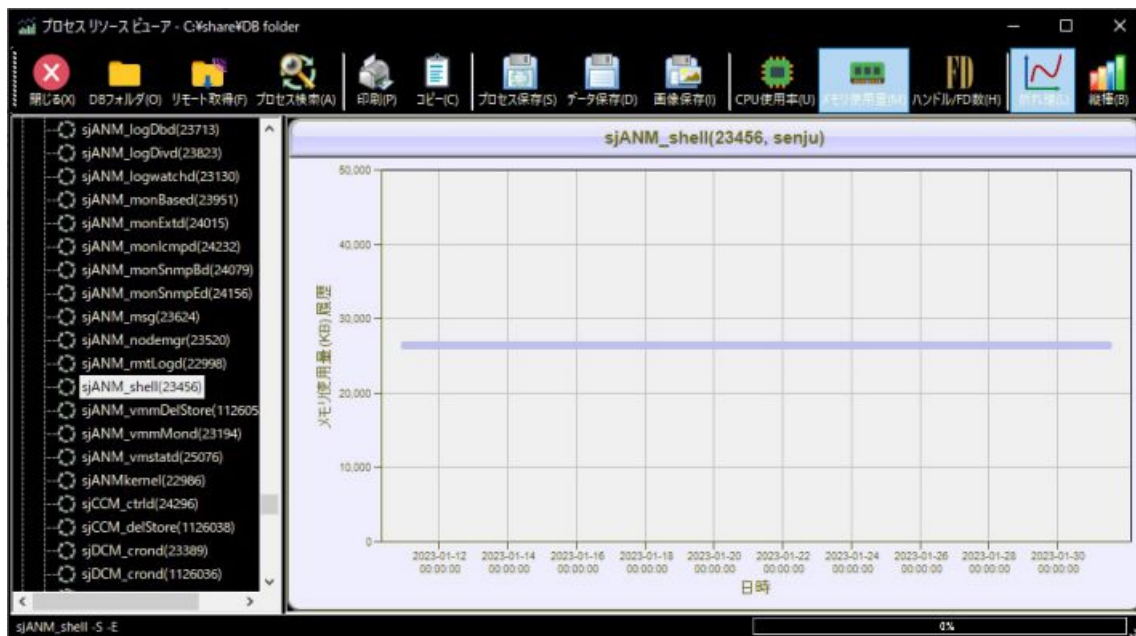 プロセス リソース ビューア - C:¥share¥DB folder
閉じる(X)
DBフォルダ(O)
リモート取得(F)
プロセス検索(A)
印刷(P)
コピー(C)
プロセス保存(S)
データ保存(D)
画像保存(I)
CPU使用率(U)
メモリ使用量(M)
FD
ハンドル/FD数(H)
折れ線(L)
縦棒(B)
sjANM_logDbd(23713)
sjANM_logDivd(23823)
sjANM_logwatchd(23130)
sjANM_monBased(23951)
sjANM_monExtd(24015)
sjANM_monIcmpd(24232)
sjANM_monSnmpBd(24079)
sjANM_monSnmpEd(24156)
sjANM_msg(23624)
sjANM_nodemgr(23520)
sjANM_rmtLogd(22998)
sjANM_shell(23456)
sjANM_vmmDelStore(112605
sjANM_vmmMond(23194)
sjANM_vmstatd(25076)
sjANMkernel(22986)
sjCCM_ctrld(24296)
sjCCM_delStore(1126038)
sjDCM_crond(23389)
sjDCM_crond(1126036)
sjANM_shell(23456, senju)
メモリ使用量(KB) 履歴
50,000
40,000
30,000
20,000
10,000
0
2023-01-12 2023-01-14 2023-01-16 2023-01-18 2023-01-20 2023-01-22 2023-01-24 2023-01-26 2023-01-28 2023-01-30
00:00:00 00:00:00 00:00:00 00:00:00 00:00:00 00:00:00 00:00:00 00:00:00 00:00:00 00:00:00
日時
sjANM_shell -S -E
0%